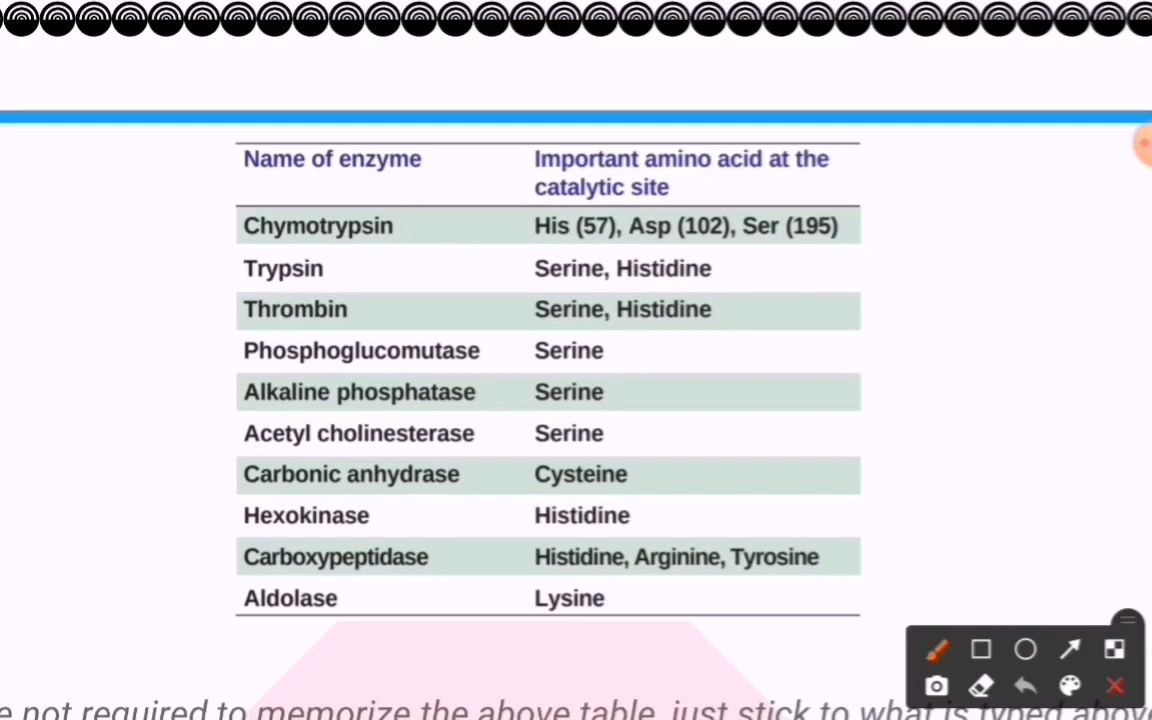 Name of enzyme Important amino acid at the
catalytic site
Chymotrypsin His (57), Asp (102), Ser (195)
Trypsin Serine, Histidine
Thrombin Serine, Histidine
Phosphoglucomutase Serine
Alkaline phosphatase Serine
Acetyl cholinesterase Serine
Carbonic anhydrase Cysteine
Hexokinase Histidine
Carboxypeptidase Histidine, Arginine, Tyrosine
Aldolase Lysine
e not required to memorize the above table, just stick to what is typed above